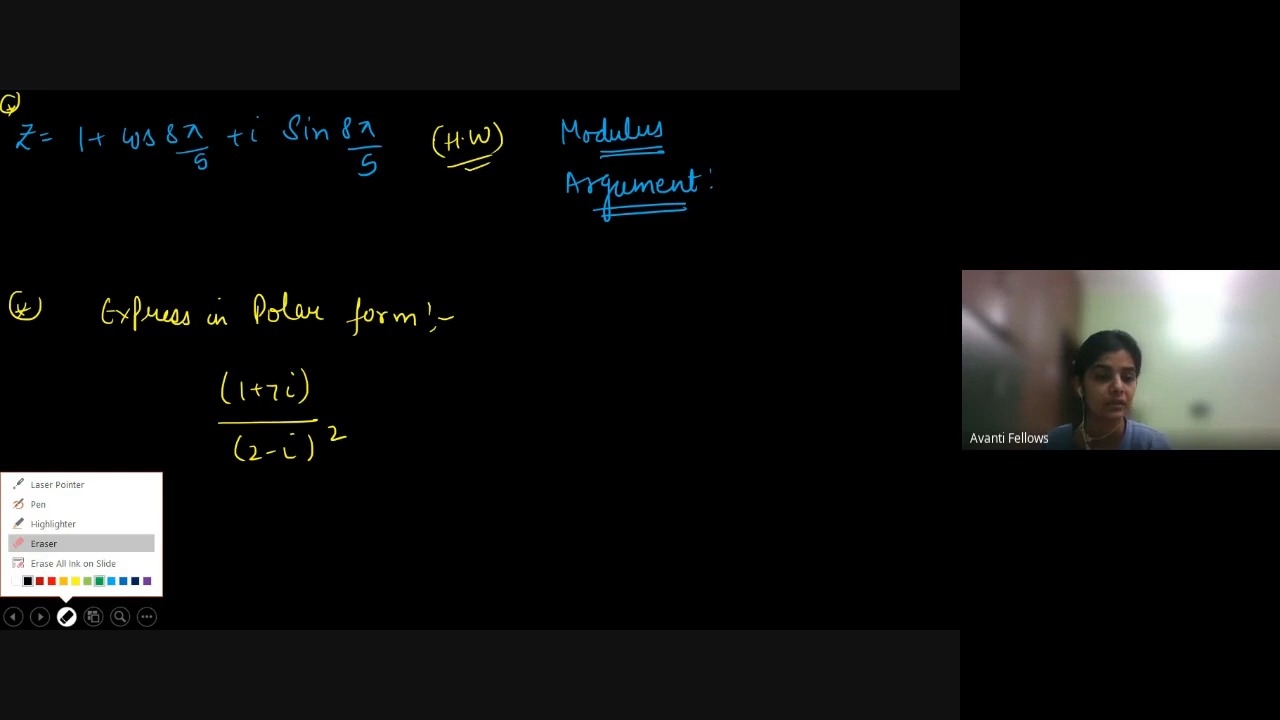 Z = 1 + cos 8π/5 + i Sin 8π/5 (H.W) Modulus
Argument:
Express in Polar form:-
(1+7i)
(2-i)²
Avanti Fellows
Laser Pointer
Pen
Highlighter
Eraser
Erase All Ink on Slide